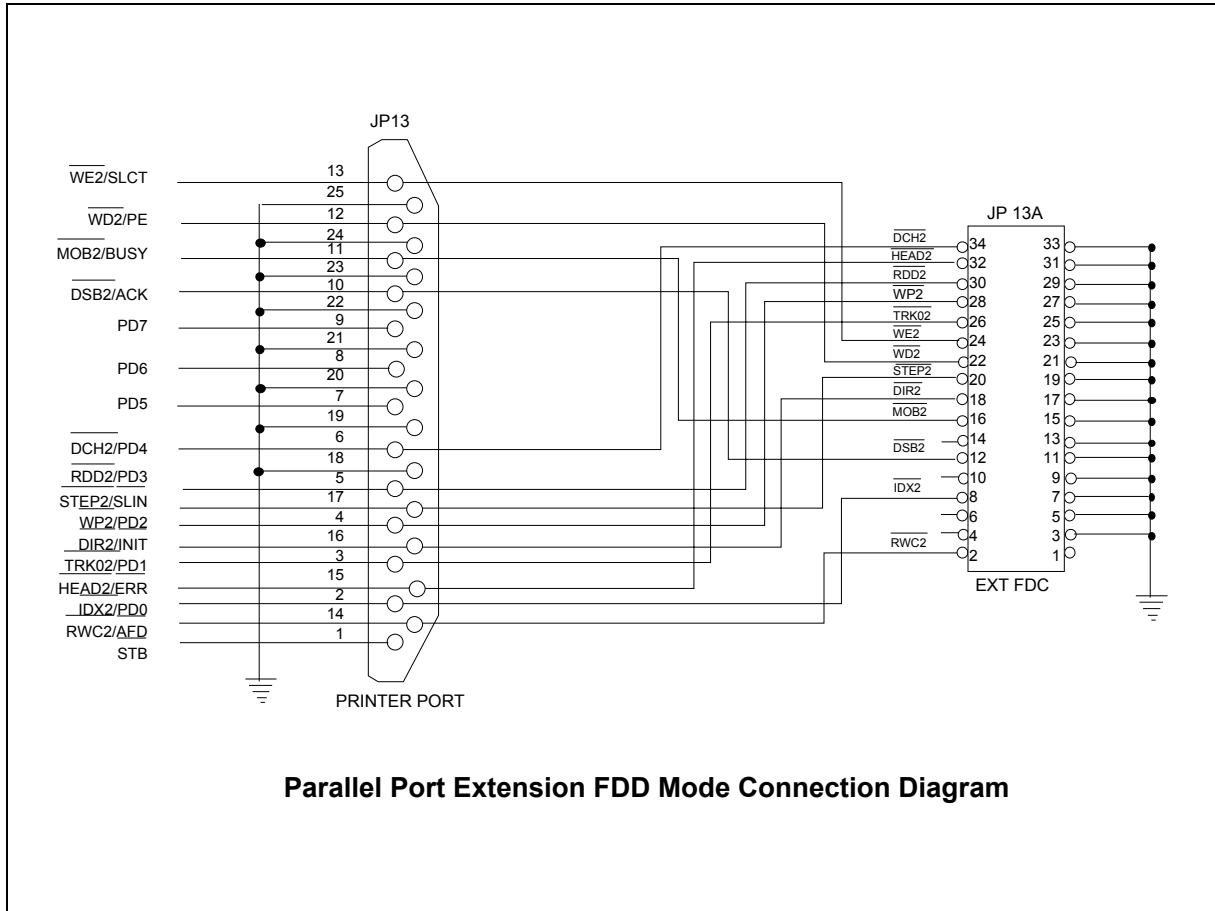 JP13
WE2/SLCT
WD2/PE
MOB2/BUSY
DSB2/ACK
PD7
PD6
PD5
DCH2/PD4
RDD2/PD3
STEP2/SLIN
WP2/PD2
DIR2/INIT
TRK02/PD1
HEAD2/ERR
IDX2/PD0
RWC2/AFD
STB
13
25
12
24
11
23
10
22
9
21
8
20
7
19
6
18
5
17
4
16
3
15
2
14
1
PRINTER PORT
JP 13A
DCH2
HEAD2
RDD2
WP2
TRK02
WE2
WD2
STEP2
DIR2
MOB2
DSB2
IDX2
RWC2
34 33
32 31
30 29
28 27
26 25
24 23
22 21
20 19
18 17
16 15
14 13
12 11
10 9
8 7
6 5
4 3
2 1
EXT FDC
Parallel Port Extension FDD Mode Connection Diagram